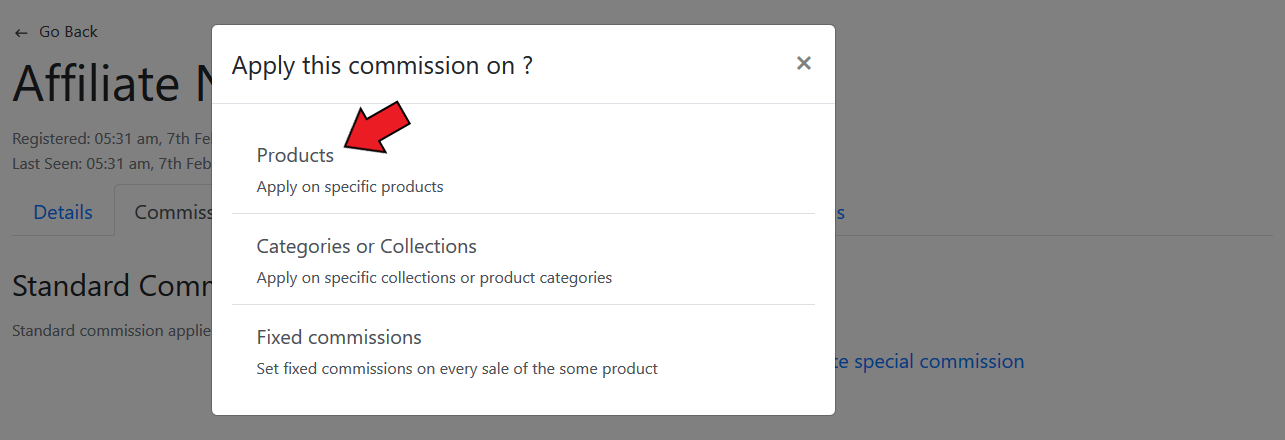 ← Go Back
Affiliate
Registered: 05:31 am, 7th Feb
Last Seen: 05:31 am, 7th Feb
Apply this commission on ?
×
Products
Apply on specific products
Categories or Collections
Apply on specific collections or product categories
Fixed commissions
Set fixed commissions on every sale of the some product
Details
Commiss
s
Standard Comm
Standard commission applie
te special commission